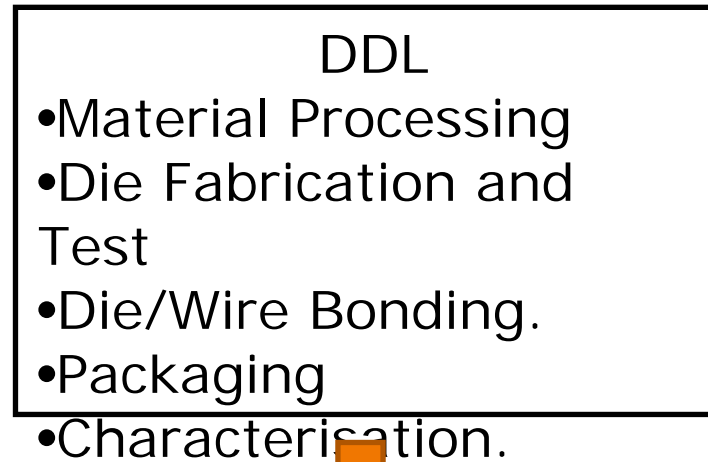 DDL
•Material Processing
•Die Fabrication and
Test
•Die/Wire Bonding.
•Packaging
•Characterisation.